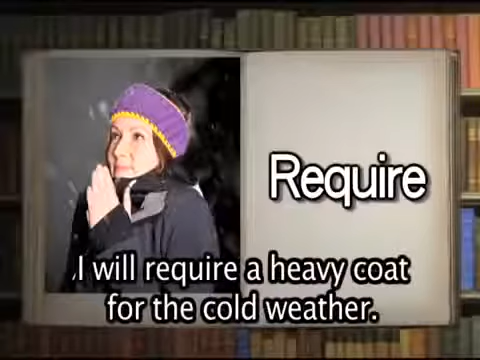 Require
I will require a heavy coat
for the cold weather.